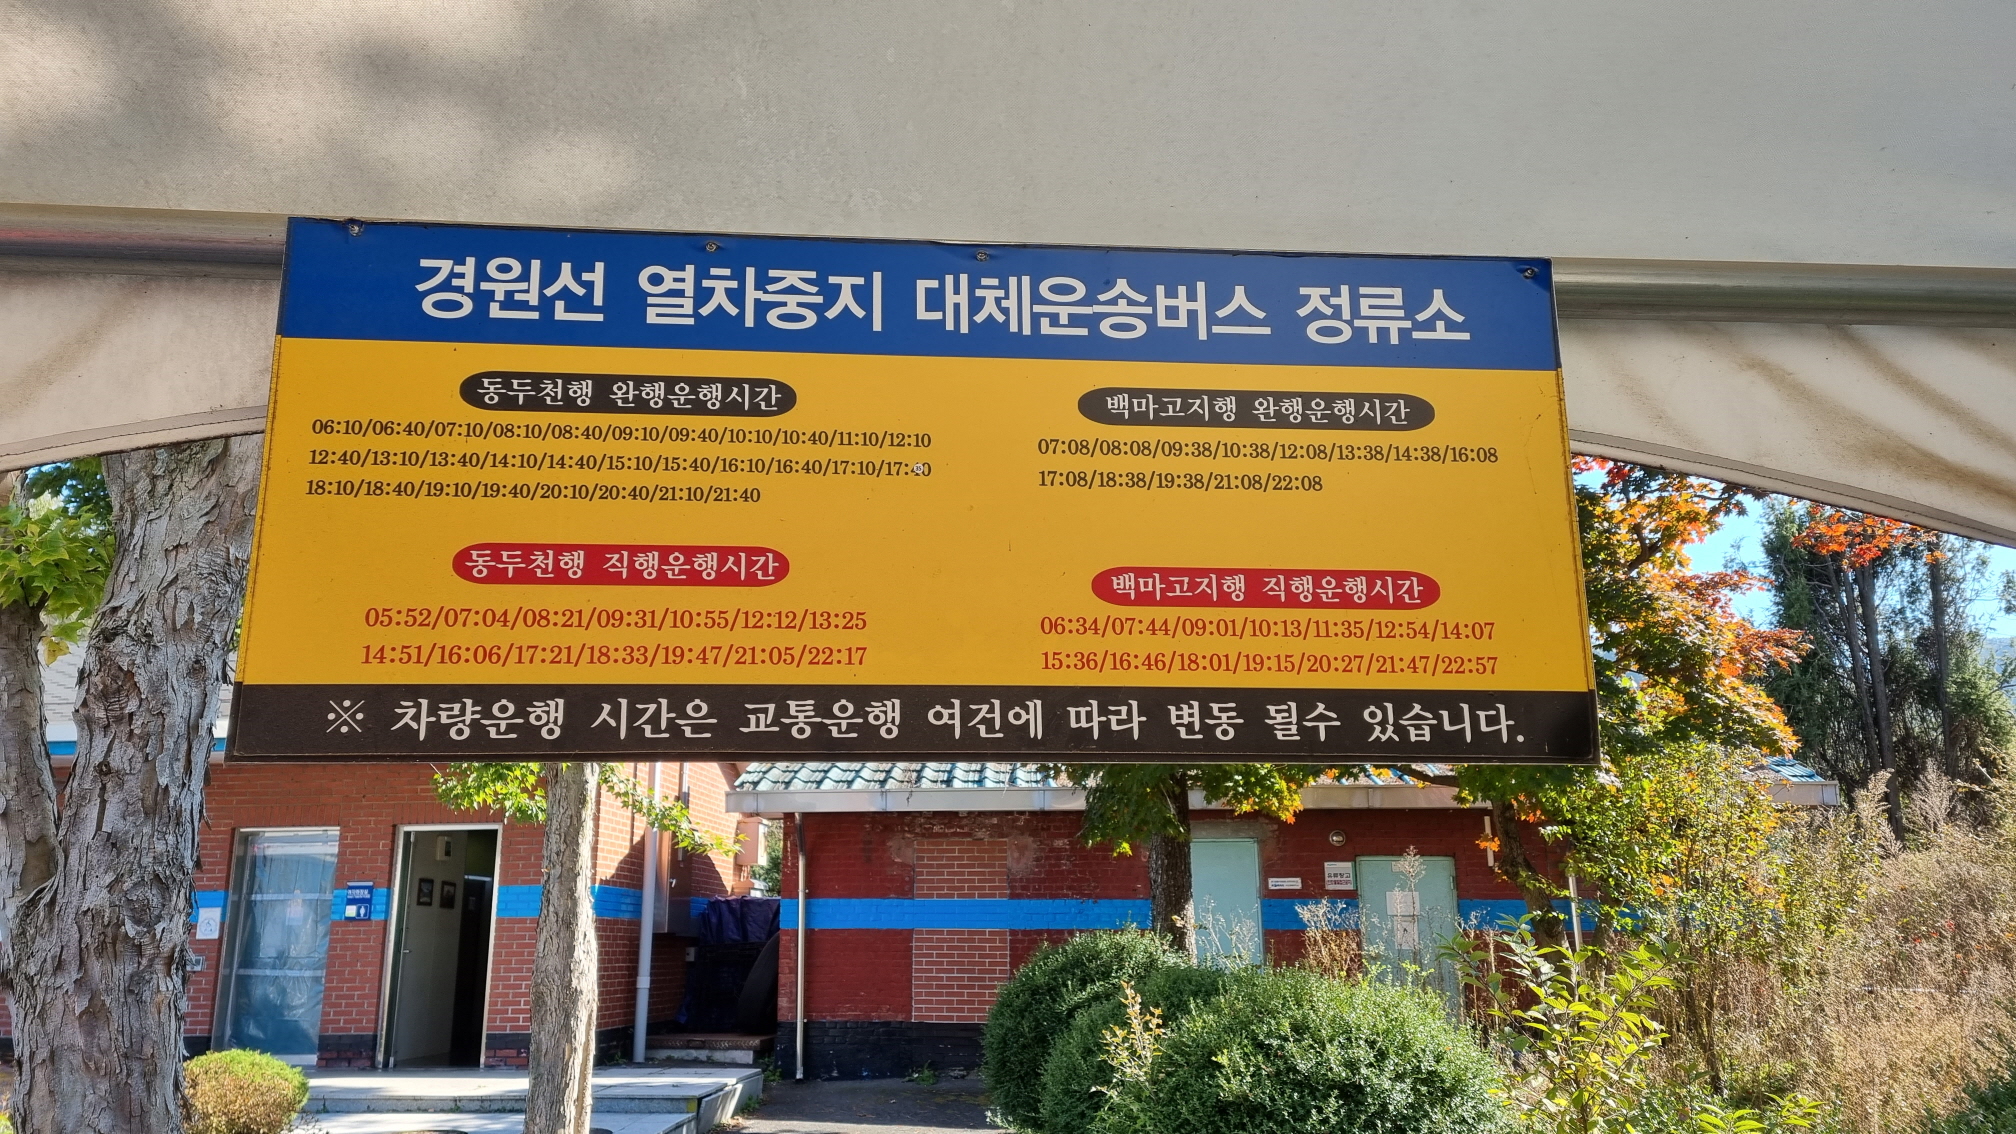 경원선 열차중지 대체운송버스 정류소
동두천행 완행운행시간
06:10/06:40/07:10/08:10/08:40/09:10/09:40/10:10/10:40/11:10/12:10
12:40/13:10/13:40/14:10/14:40/15:10/15:40/16:10/16:40/17:10/17:40
18:10/18:40/19:10/19:40/20:10/20:40/21:10/21:40
백마고지행 완행운행시간
07:08/08:08/09:38/10:38/12:08/13:38/14:38/16:08
17:08/18:38/19:38/21:08/22:08
동두천행 직행운행시간
05:52/07:04/08:21/09:31/10:55/12:12/13:25
14:51/16:06/17:21/18:33/19:47/21:05/22:17
백마고지행 직행운행시간
06:34/07:44/09:01/10:13/11:35/12:54/14:07
15:36/16:46/18:01/19:15/20:27/21:47/22:57
※ 차량운행 시간은 교통운행 여건에 따라 변동 될수 있습니다.